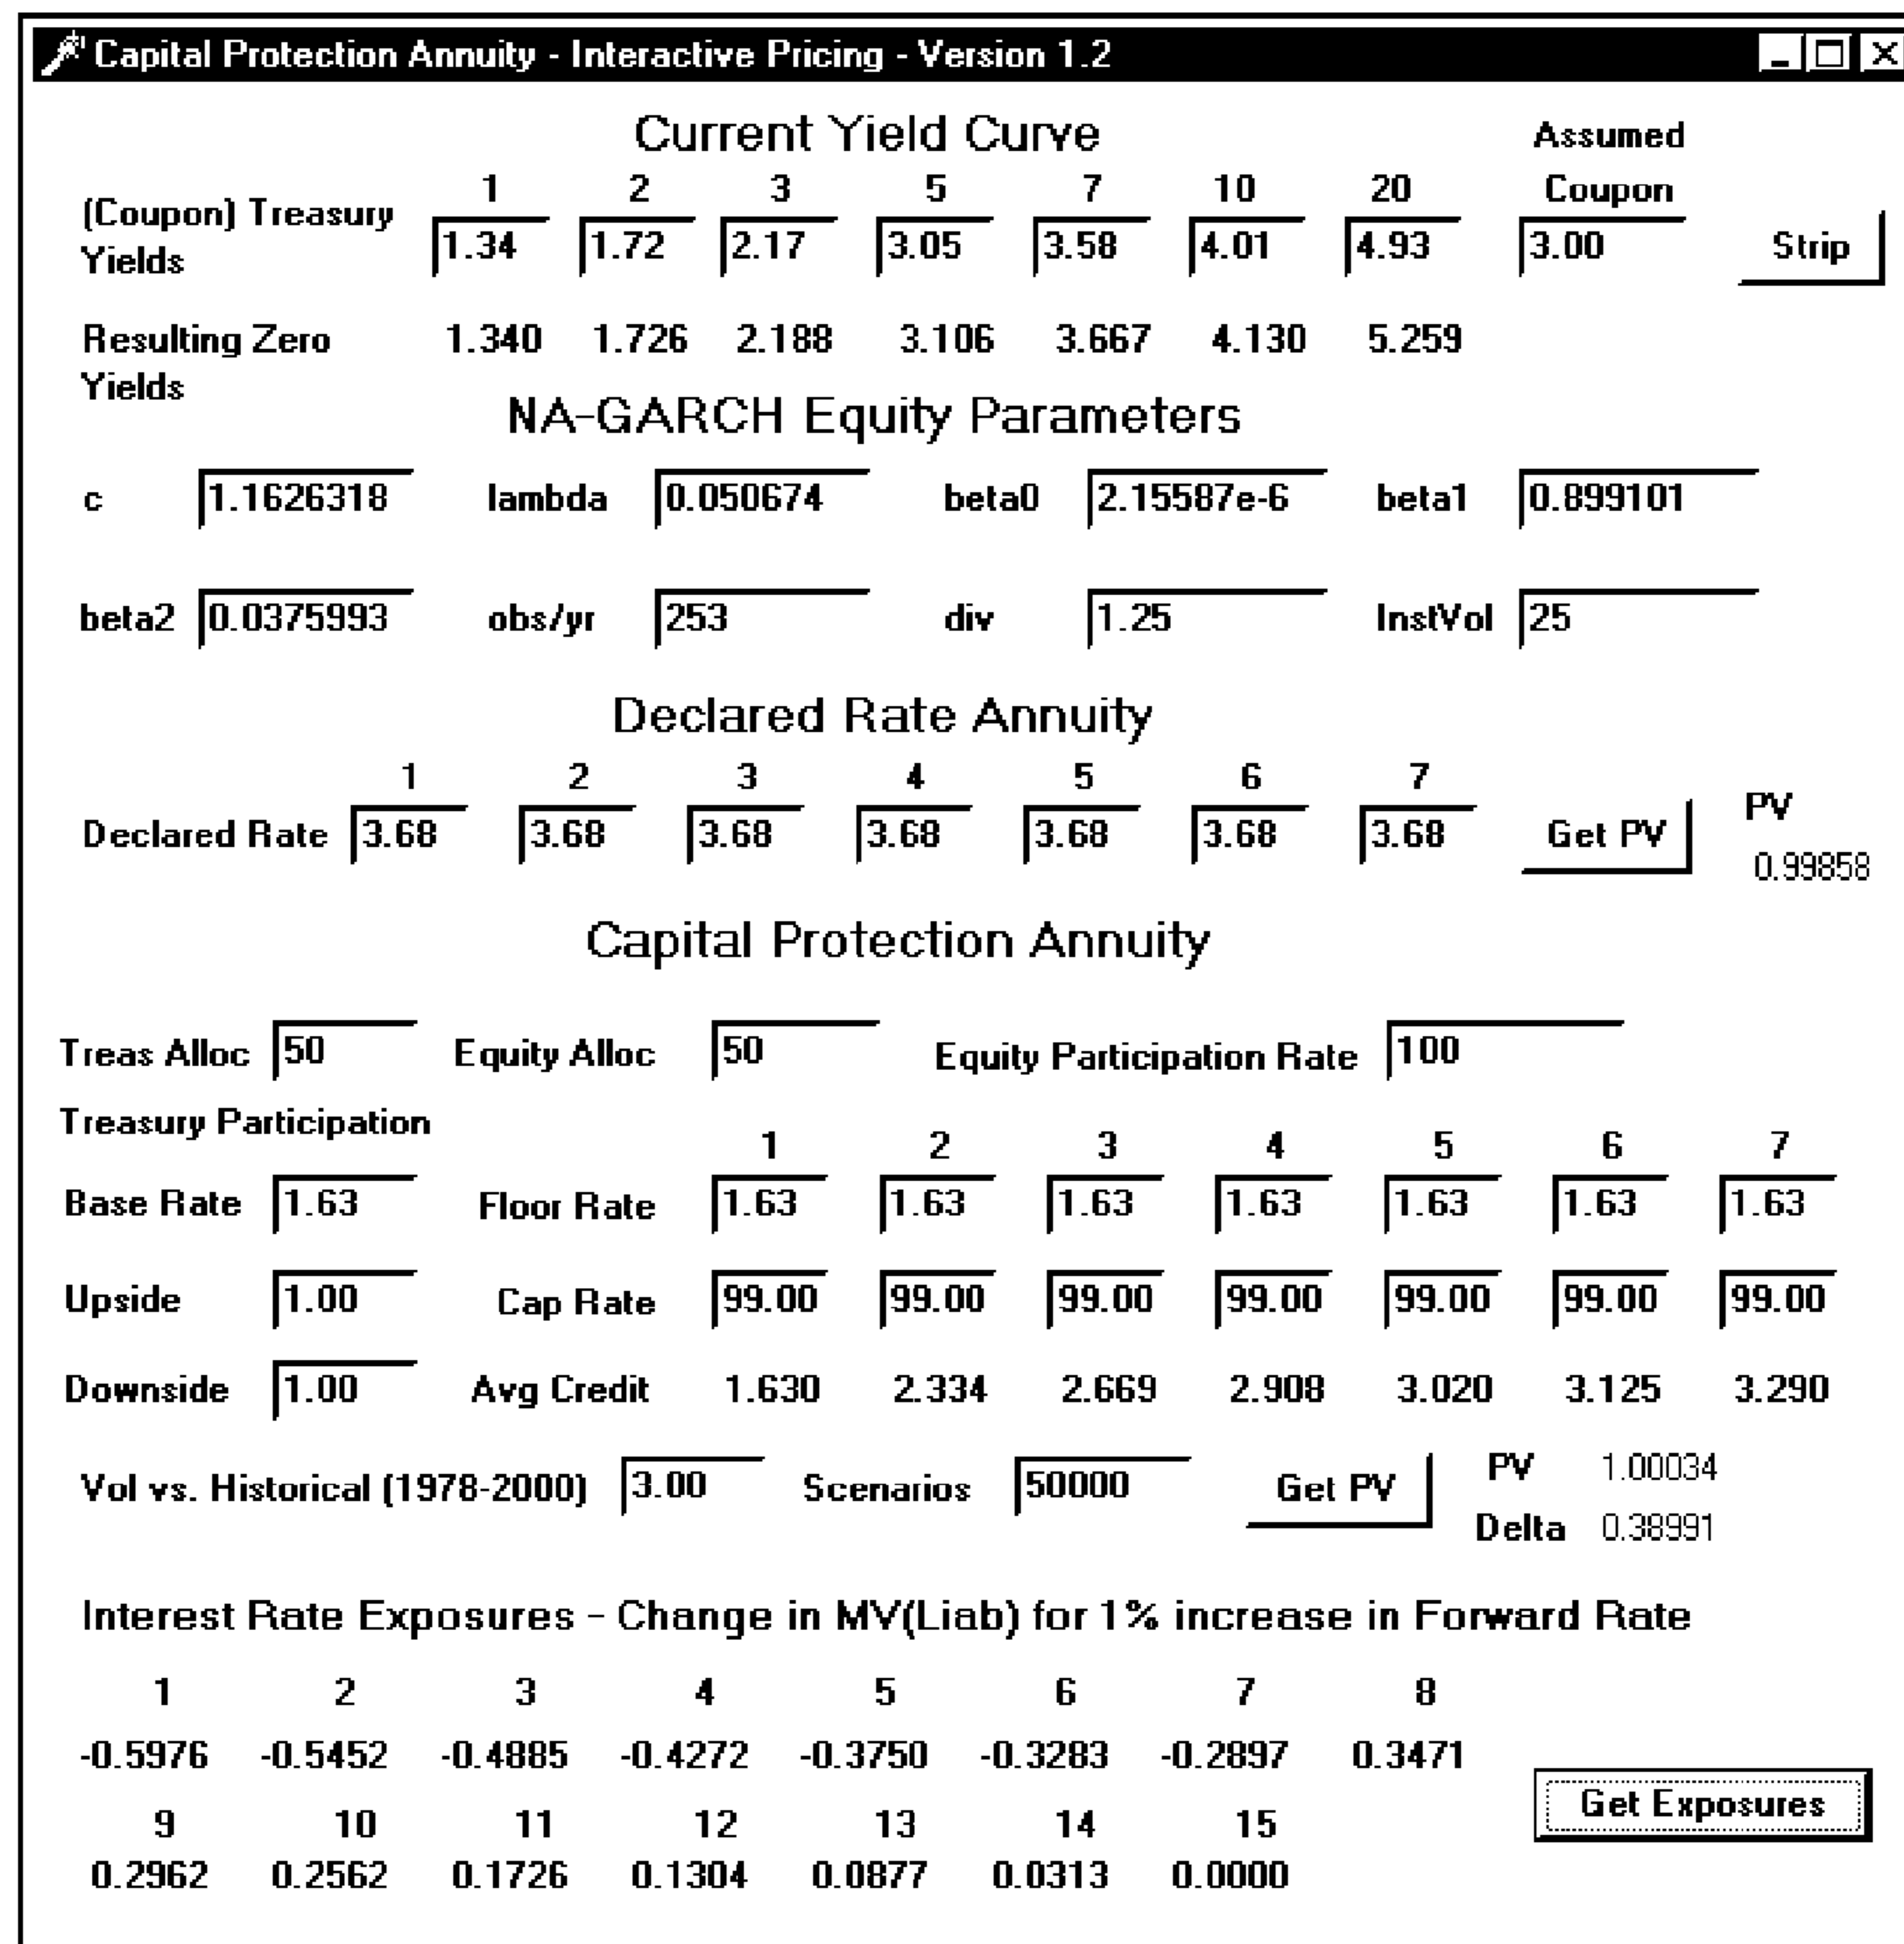 Capital Protection Annuity - Interactive Pricing - Version 1.2
Current Yield Curve Assumed
1 2 3 5 7 10 20 Coupon
(Coupon) Treasury
Yields 1.34 1.72 2.17 3.05 3.58 4.01 4.93 3.00 Strip
Resulting Zero 1.340 1.726 2.188 3.106 3.667 4.130 5.259
Yields
NA-GARCH Equity Parameters
c 1.1626318 lambda 0.050674 beta0 2.15587e-6 beta1 0.899101
beta2 0.0375993 obs/yr 253 div 1.25 InstVol 25
Declared Rate Annuity
1 2 3 4 5 6 7 PV
Declared Rate 3.68 3.68 3.68 3.68 3.68 3.68 3.68 Get PV
0.99858
Capital Protection Annuity
Treas Alloc 50 Equity Alloc 50 Equity Participation Rate 100
Treasury Participation
1 2 3 4 5 6 7
Base Rate 1.63 Floor Rate 1.63 1.63 1.63 1.63 1.63 1.63 1.63
Upside 1.00 Cap Rate 99.00 99.00 99.00 99.00 99.00 99.00 99.00
Downside 1.00 Avg Credit 1.630 2.334 2.669 2.908 3.020 3.125 3.290
Vol vs. Historical (1978-2000) 3.00 Scenarios 50000 Get PV PV 1.00034
Delta 0.38991
Interest Rate Exposures - Change in MV(Liab) for 1% increase in Forward Rate
1 2 3 4 5 6 7 8
-0.5976 -0.5452 -0.4885 -0.4272 -0.3750 -0.3283 -0.2897 0.3471
Get Exposures
9 10 11 12 13 14 15
0.2962 0.2562 0.1726 0.1304 0.0877 0.0313 0.0000